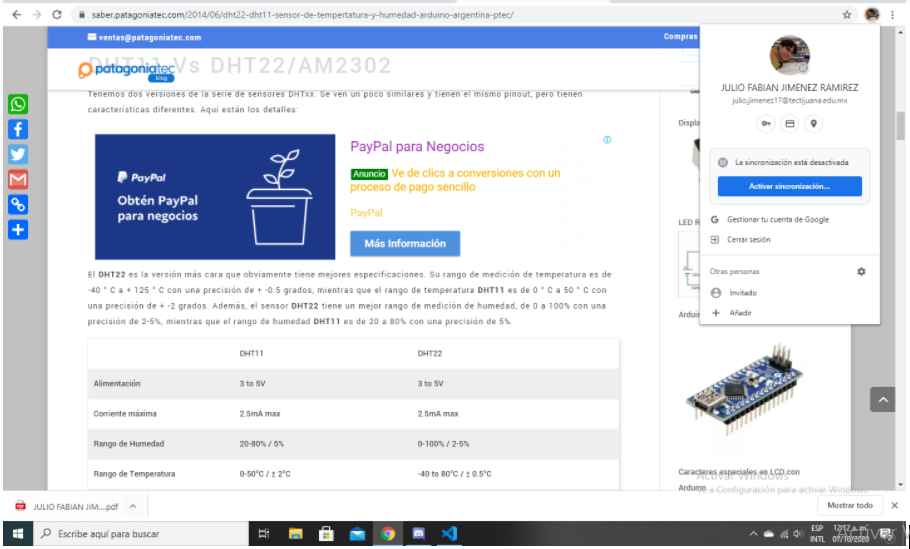 saber.patagoniatec.com/2014/06/dht22-dht11-sensor-de-tempertatura-y-humedad-arduino-argentina-ptec/
ventas@patagoniatec.com
Compras
DHT11 Vs DHT22/AM2302
patagoniatec
blog
Tenemos dos versiones de la serie de sensores DHTxx. Se ven un poco similares y tienen el mismo pinout, pero tienen
características diferentes. Aquí están los detalles:
PayPal
Obtén PayPal
para negocios
PayPal para Negocios
Anuncio Ve de clics a conversiones con un
proceso de pago sencillo
PayPal
Más Información
El DHT22 es la versión más cara que obviamente tiene mejores especificaciones. Su rango de medición de temperatura es de
-40 ° C a + 125 ° C con una precisión de + -0.5 grados, mientras que el rango de temperatura DHT11 es de 0 ° C a 50 ° C con
una precisión de + -2 grados. Además, el sensor DHT22 tiene un mejor rango de medición de humedad, de 0 a 100% con una
precisión de 2-5%, mientras que el rango de humedad DHT11 es de 20 a 80% con una precisión de 5%.
DHT11 DHT22
Alimentación 3 to 5V 3 to 5V
Corriente máxima 2.5mA max 2.5mA max
Rango de Humedad 20-80% / 5% 0-100% / 2-5%
Rango de Temperatura 0-50°C / ± 2°C -40 to 80°C / ± 0.5°C
Displa
LED R
Arduin
Caracteres especiales en LCD con
Arduino
JULIO FABIAN JIMENEZ RAMIREZ
julio.jimenez17@tectijuana.edu.mx
La sincronización está desactivada
Activar sincronización...
Gestionar tu cuenta de Google
Cerrar sesión
Otras personas
Invitado
Añadir
Activar Windows
a Configuración para activar Windows.
JULIO FABIAN JIM....pdf
Mostrar todo
Escribe aquí para buscar
ESP
INTL
12:12 a. m.
07/10/2020